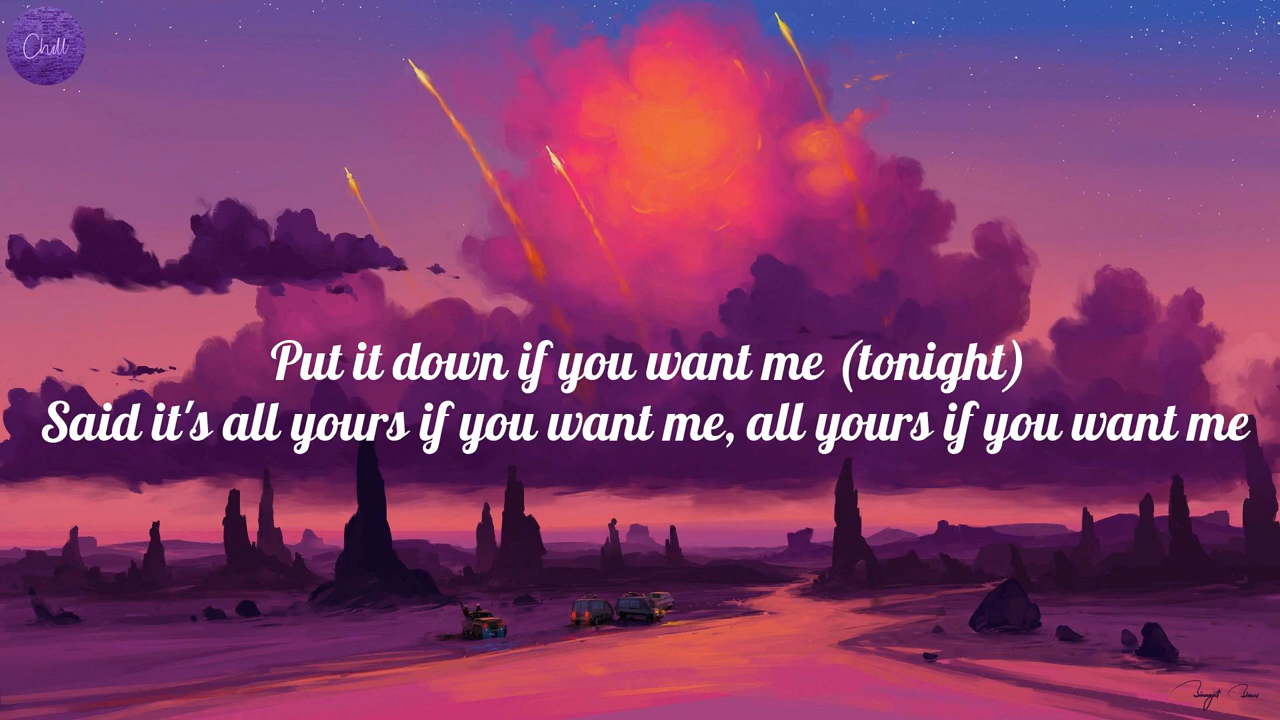 Chill
Put it down if you want me (tonight)
Said it's all yours if you want me, all yours if you want me